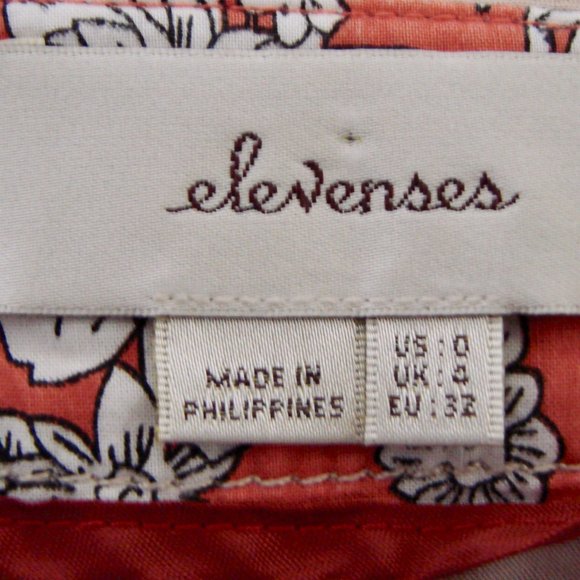 elevenses
MADE IN
PHILIPPINES
US : 0
UK : 4
EU : 32